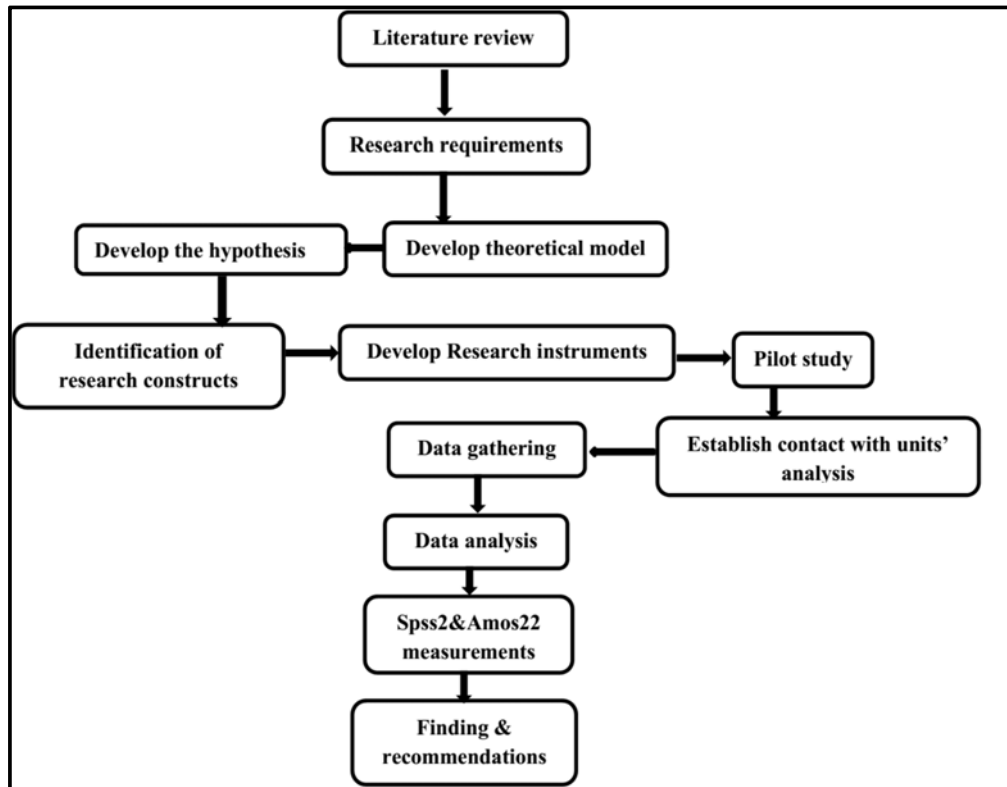 Literature review
Research requirements
Develop theoretical model
Develop the hypothesis
Identification of
research constructs
Develop Research instruments
Pilot study
Establish contact with units’
analysis
Data gathering
Data analysis
Spss2&Amos22
measurements
Finding &
recommendations